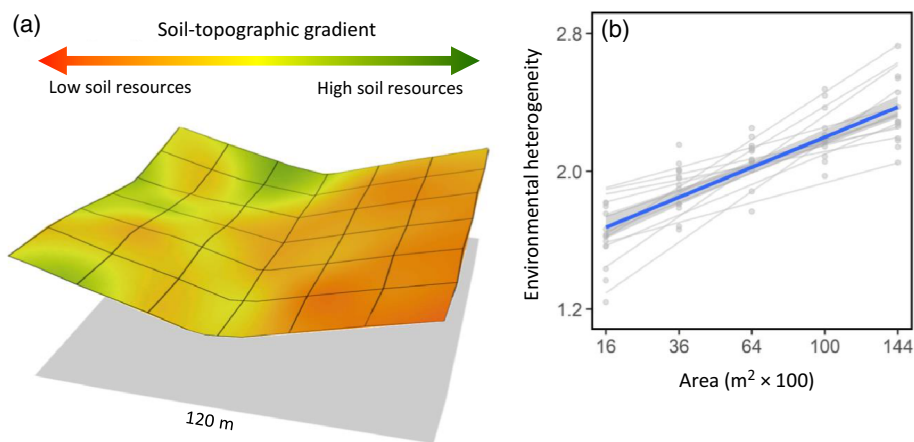 (a)
Soil-topographic gradient
Low soil resources
High soil resources
120 m
(b)
Environmental heterogeneity
2.8
2.0
1.2
16 36 64 100 144
Area (m² × 100)